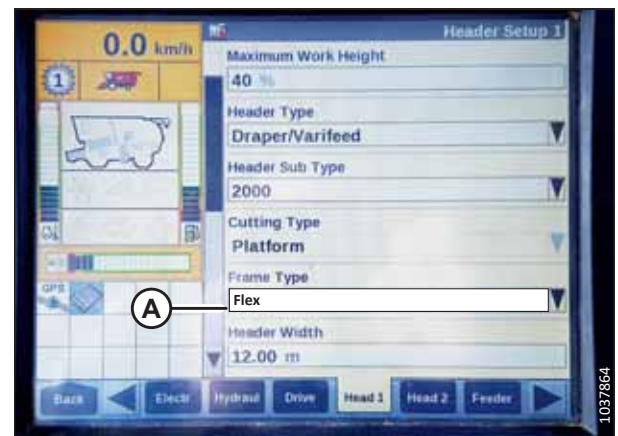 0.0 km/h
Header Setup 1
1
Maximum Work Height
40 %
Header Type
Draper/Varifeed
Header Sub Type
2000
Cutting Type
Platform
Frame Type
Flex
GPS
A
Header Width
12.00 m
Back
Electr
Hydraul
Drive
Head 1
Head 2
Feeder
1037864